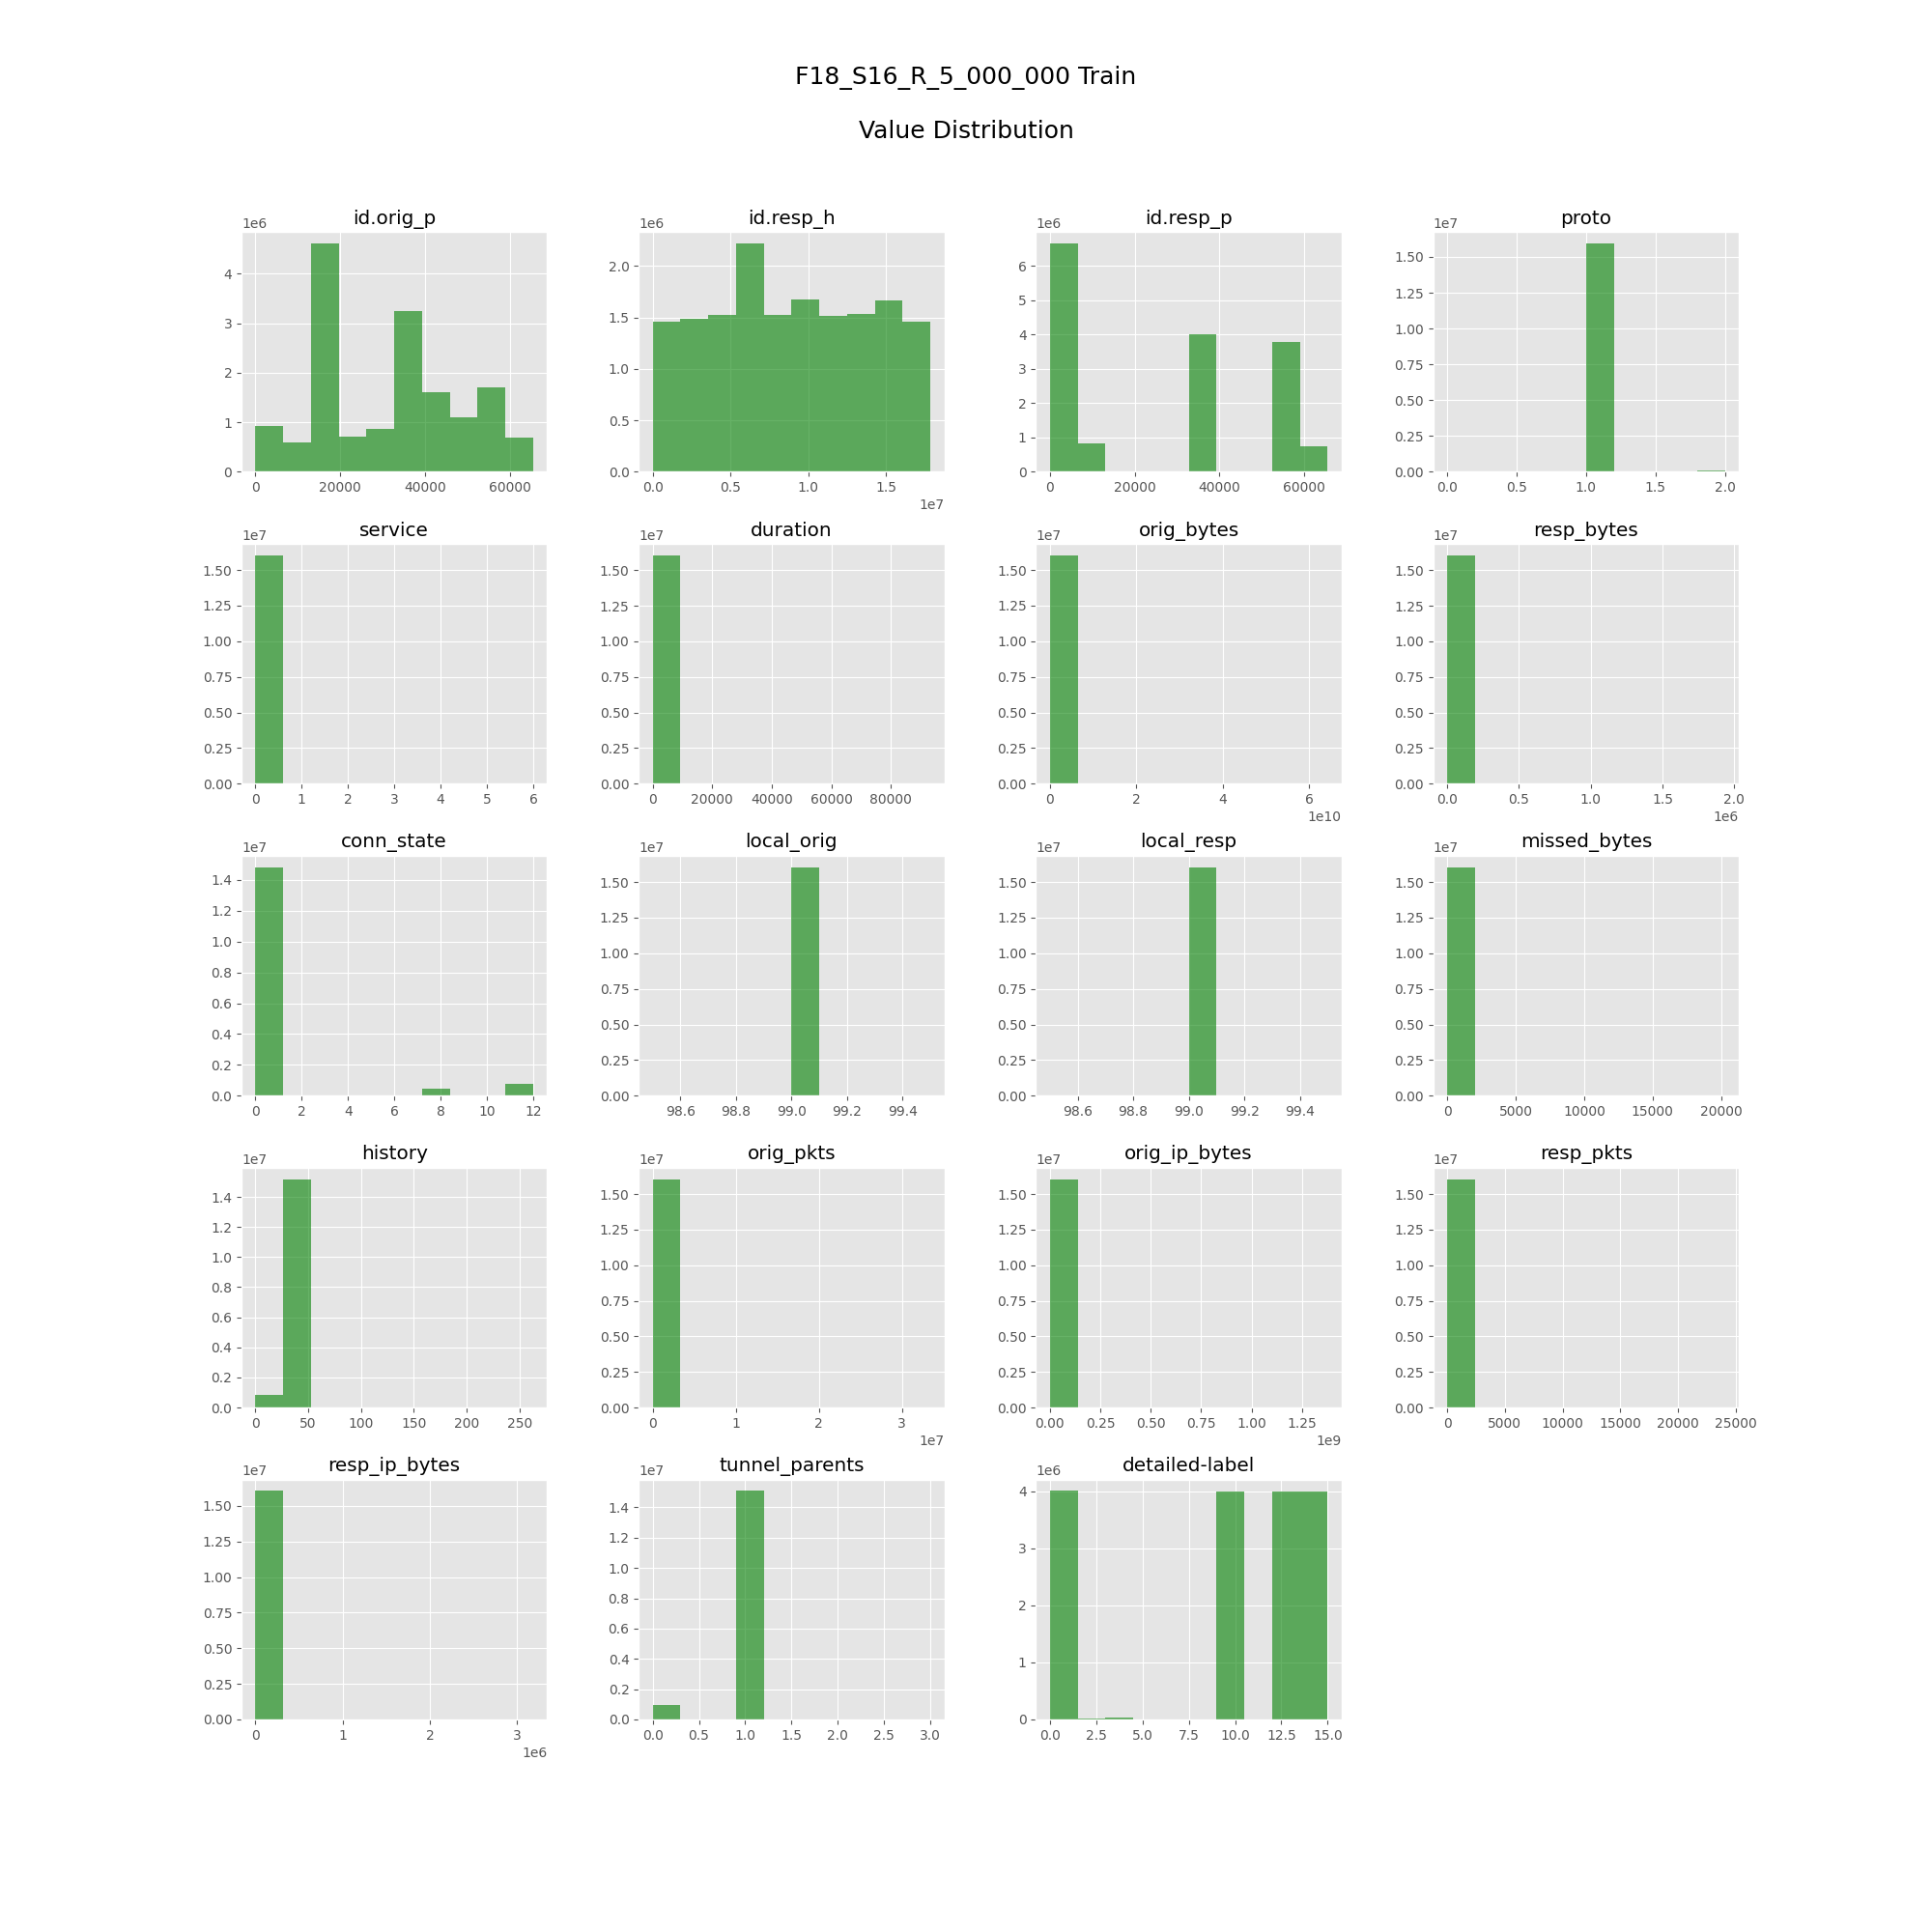 F18_S16_R_5_000_000 Train
Value Distribution
id.orig_p
1e6
4
3
2
1
0
0 20000 40000 60000
id.resp_h
1e6
2.0
1.5
1.0
0.5
0.0
0.0 0.5 1.0 1.5
1e7
id.resp_p
1e6
6
5
4
3
2
1
0
0 20000 40000 60000
proto
1e7
1.50
1.25
1.00
0.75
0.50
0.25
0.00
0.0 0.5 1.0 1.5 2.0
service
1e7
1.50
1.25
1.00
0.75
0.50
0.25
0.00
0 1 2 3 4 5 6
duration
1e7
1.50
1.25
1.00
0.75
0.50
0.25
0.00
0 20000 40000 60000 80000
orig_bytes
1e7
1.50
1.25
1.00
0.75
0.50
0.25
0.00
0 2 4 6
1e10
resp_bytes
1e7
1.50
1.25
1.00
0.75
0.50
0.25
0.00
0.0 0.5 1.0 1.5 2.0
1e6
conn_state
1e7
1.4
1.2
1.0
0.8
0.6
0.4
0.2
0.0
0 2 4 6 8 10 12
local_orig
1e7
1.50
1.25
1.00
0.75
0.50
0.25
0.00
98.6 98.8 99.0 99.2 99.4
local_resp
1e7
1.50
1.25
1.00
0.75
0.50
0.25
0.00
98.6 98.8 99.0 99.2 99.4
missed_bytes
1e7
1.50
1.25
1.00
0.75
0.50
0.25
0.00
0 5000 10000 15000 20000
history
1e7
1.4
1.2
1.0
0.8
0.6
0.4
0.2
0.0
0 50 100 150 200 250
orig_pkts
1e7
1.50
1.25
1.00
0.75
0.50
0.25
0.00
0 1 2 3
1e7
orig_ip_bytes
1e7
1.50
1.25
1.00
0.75
0.50
0.25
0.00
0.00 0.25 0.50 0.75 1.00 1.25
1e9
resp_pkts
1e7
1.50
1.25
1.00
0.75
0.50
0.25
0.00
0 5000 10000 15000 20000 25000
resp_ip_bytes
1e7
1.50
1.25
1.00
0.75
0.50
0.25
0.00
0 1 2 3
1e6
tunnel_parents
1e7
1.4
1.2
1.0
0.8
0.6
0.4
0.2
0.0
0.0 0.5 1.0 1.5 2.0 2.5 3.0
detailed-label
1e6
4
3
2
1
0
0.0 2.5 5.0 7.5 10.0 12.5 15.0